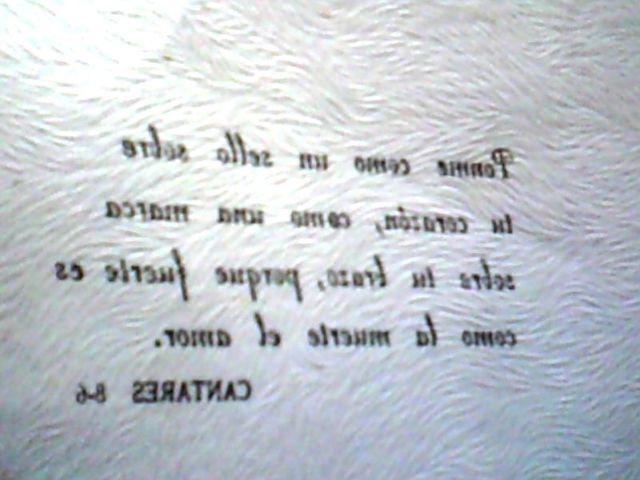 Ponme como un sello sobre
tu corazón, como una marca
sobre tu brazo, porque fuerte es
como la muerte el amor.
CANTARES 8-6